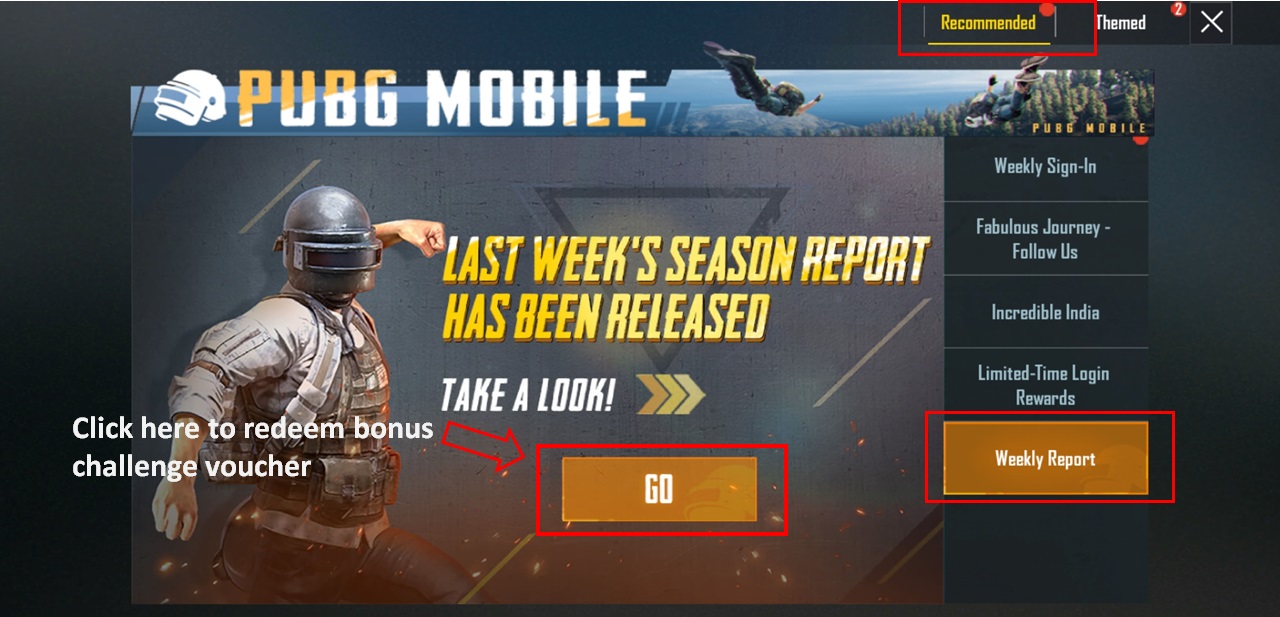 Recommended
Themed
2
PUBG MOBILE
PUBG MOBILE
Weekly Sign-In
Fabulous Journey -
Follow Us
Incredible India
Limited-Time Login
Rewards
Weekly Report
LAST WEEK'S SEASON REPORT
HAS BEEN RELEASED
TAKE A LOOK!
Click here to redeem bonus
challenge voucher
GO